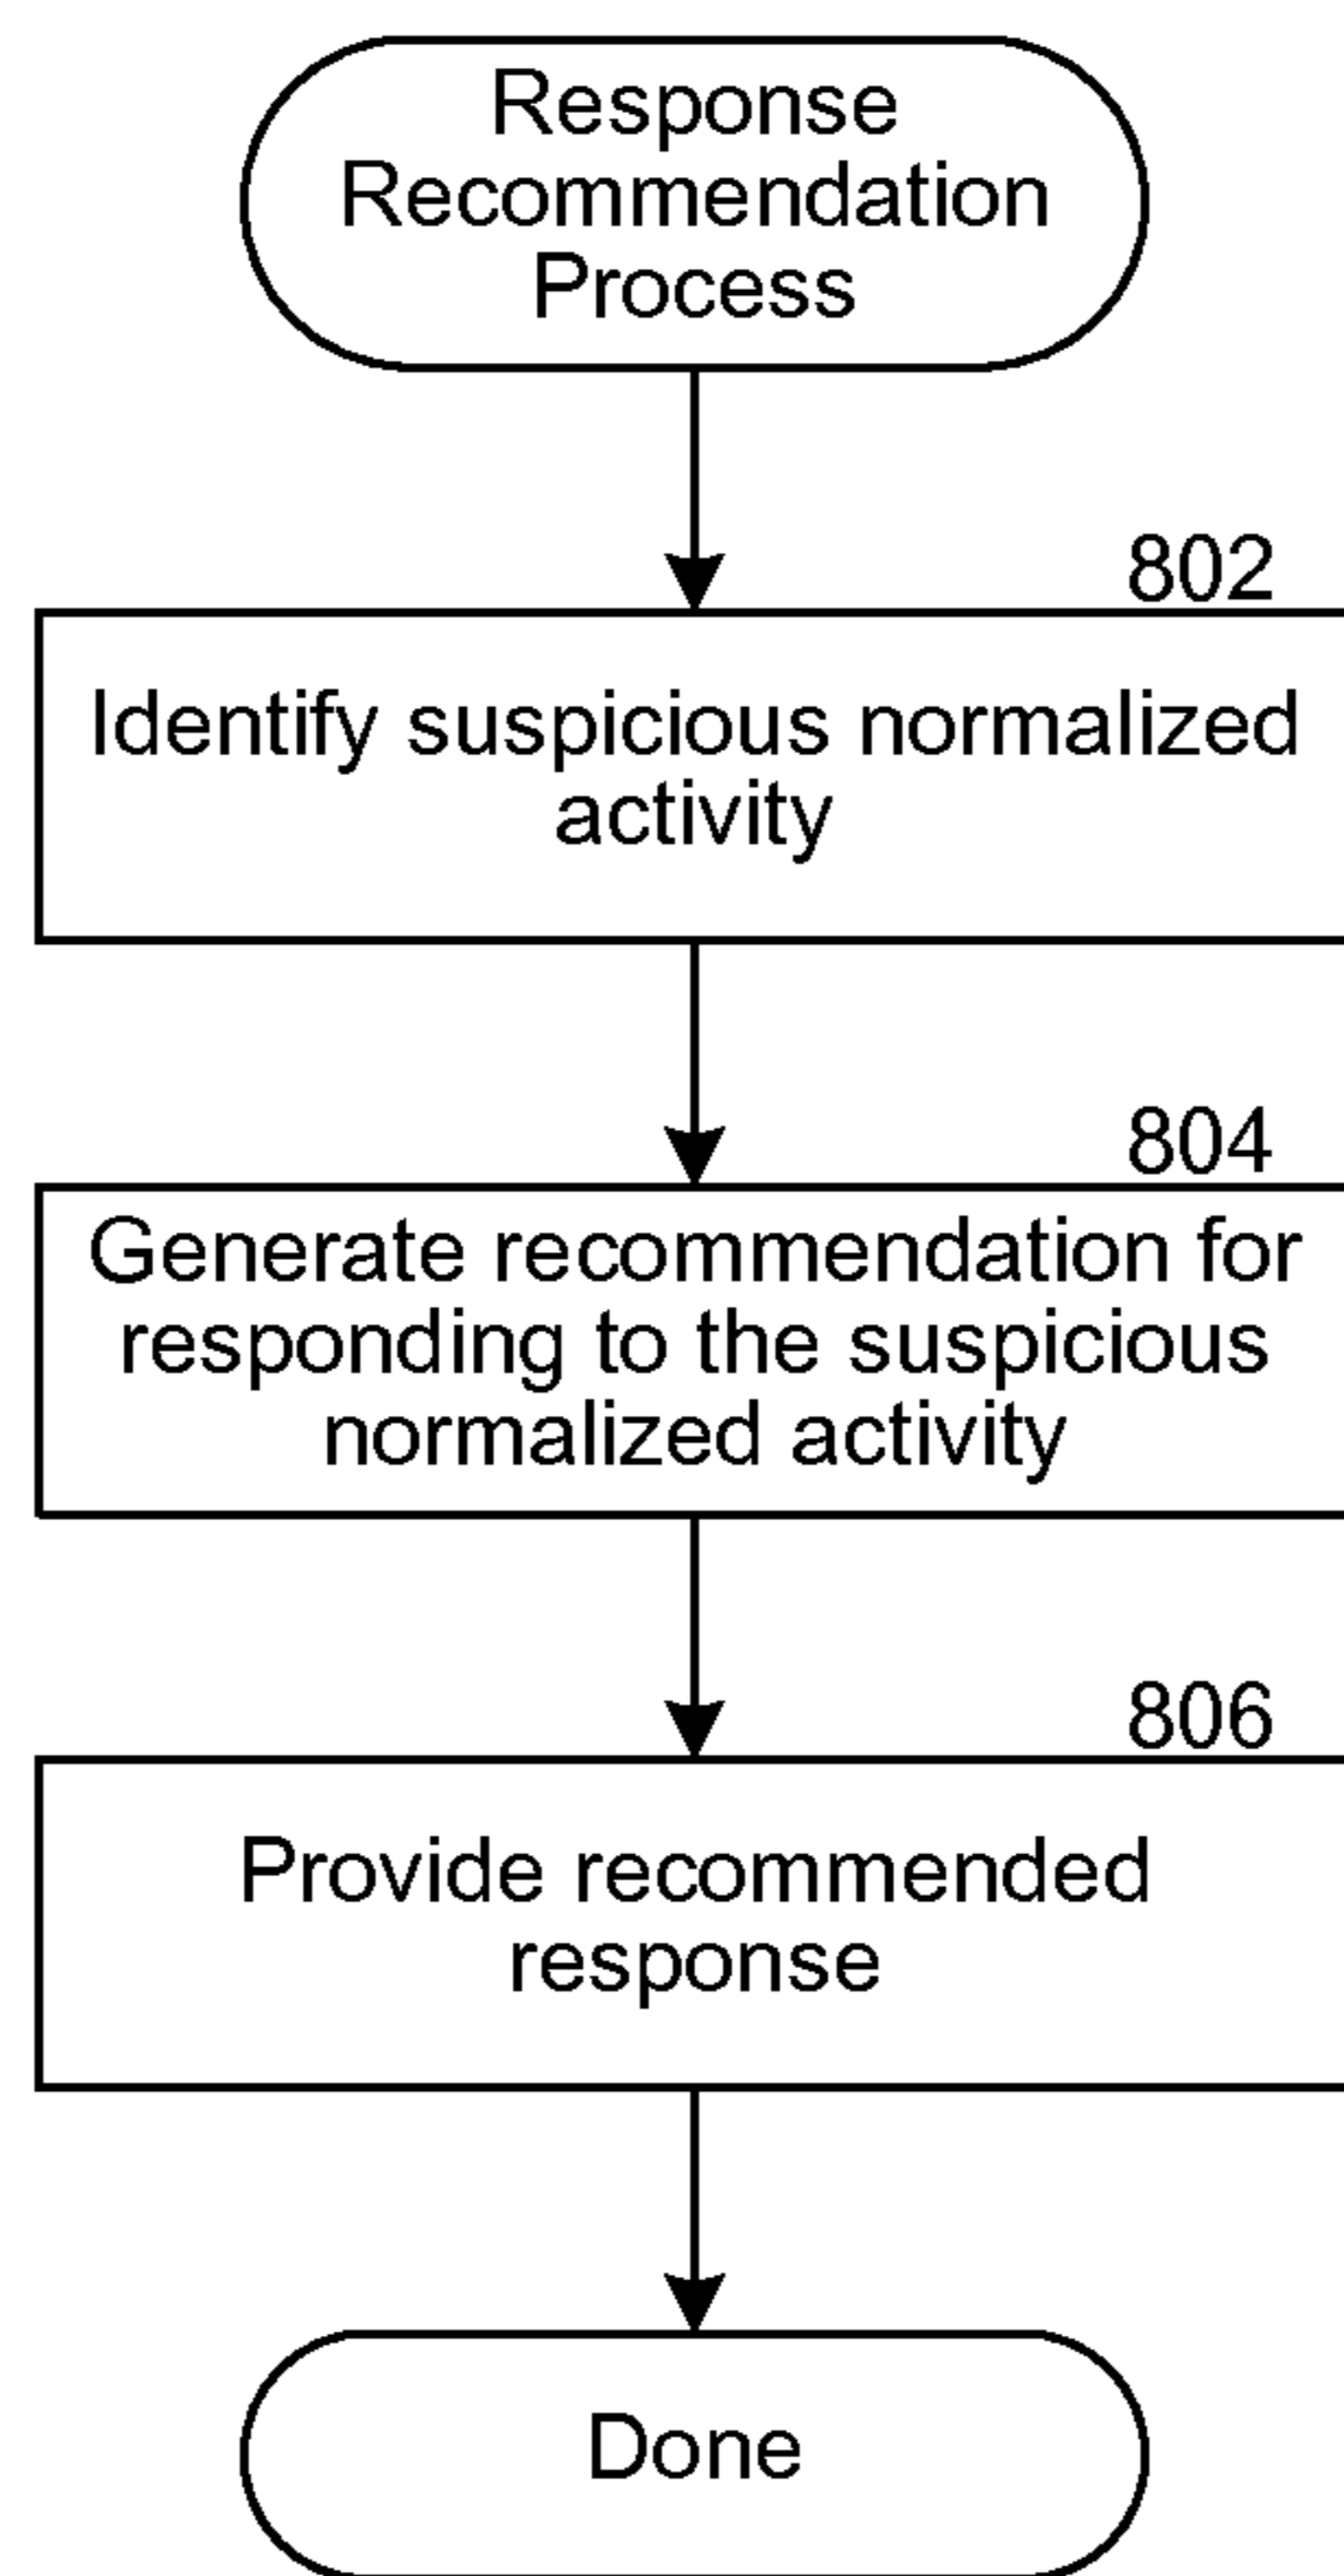 Response
Recommendation
Process
802
Identify suspicious normalized
activity
804
Generate recommendation for
responding to the suspicious
normalized activity
806
Provide recommended
response
Done